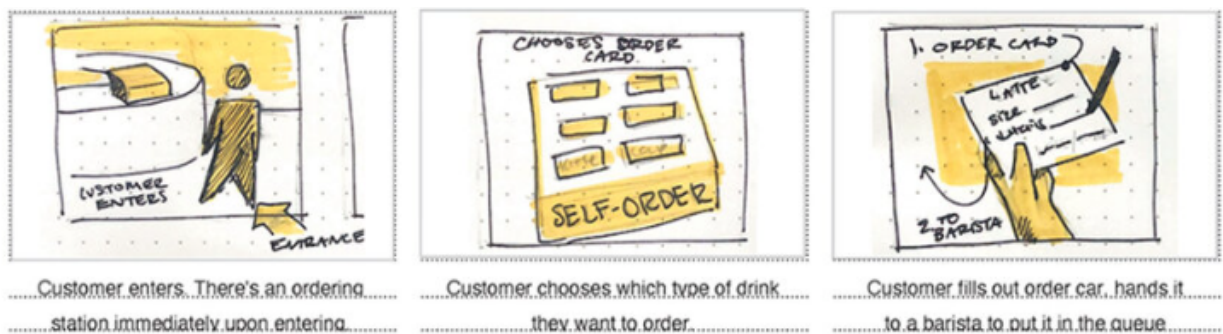 CUSTOMER
ENTERS
ENTRANCE
Customer enters. There's an ordering
station immediately upon entering.
CHOOSES ORDER
CARD
SELF-ORDER
Customer chooses which type of drink
they want to order.
1. ORDER CARD
LATTE
SIZE
2 TO
BARISTA
Customer fills out order car, hands it
to a barista to put it in the queue